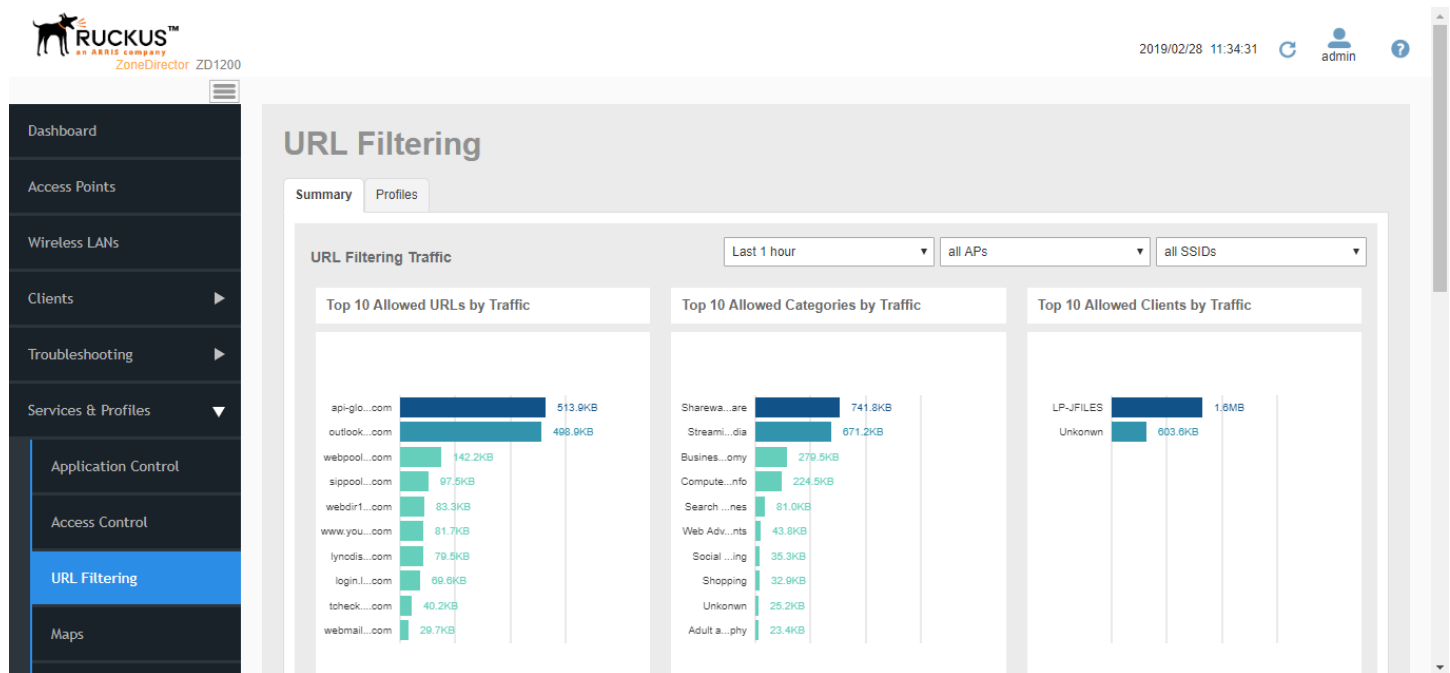 RUCKUS™
an ARRIS company
ZoneDirector ZD1200
2019/02/28 11:34:31
admin
?
Dashboard
Access Points
Wireless LANs
Clients
Troubleshooting
Services & Profiles
Application Control
Access Control
URL Filtering
Maps
URL Filtering
Summary Profiles
URL Filtering Traffic
Last 1 hour
all APs
all SSIDs
Top 10 Allowed URLs by Traffic
api-glo...com 513.9KB
outlook...com 498.9KB
webpool...com 142.2KB
sippool...com 97.5KB
webdir1...com 83.3KB
www.you...com 81.7KB
lyncdis...com 79.5KB
login.l...com 69.6KB
tcheck....com 40.2KB
webmail...com 29.7KB
Top 10 Allowed Categories by Traffic
Sharewa...are 741.8KB
Streami...dia 671.2KB
Busines...omy 279.5KB
Compute...nfo 224.5KB
Search ...nes 81.0KB
Web Adv...nts 43.8KB
Social ...ing 35.3KB
Shopping 32.9KB
Unkonwn 25.2KB
Adult a...phy 23.4KB
Top 10 Allowed Clients by Traffic
LP-JFILES 1.6MB
Unkonwn 603.6KB